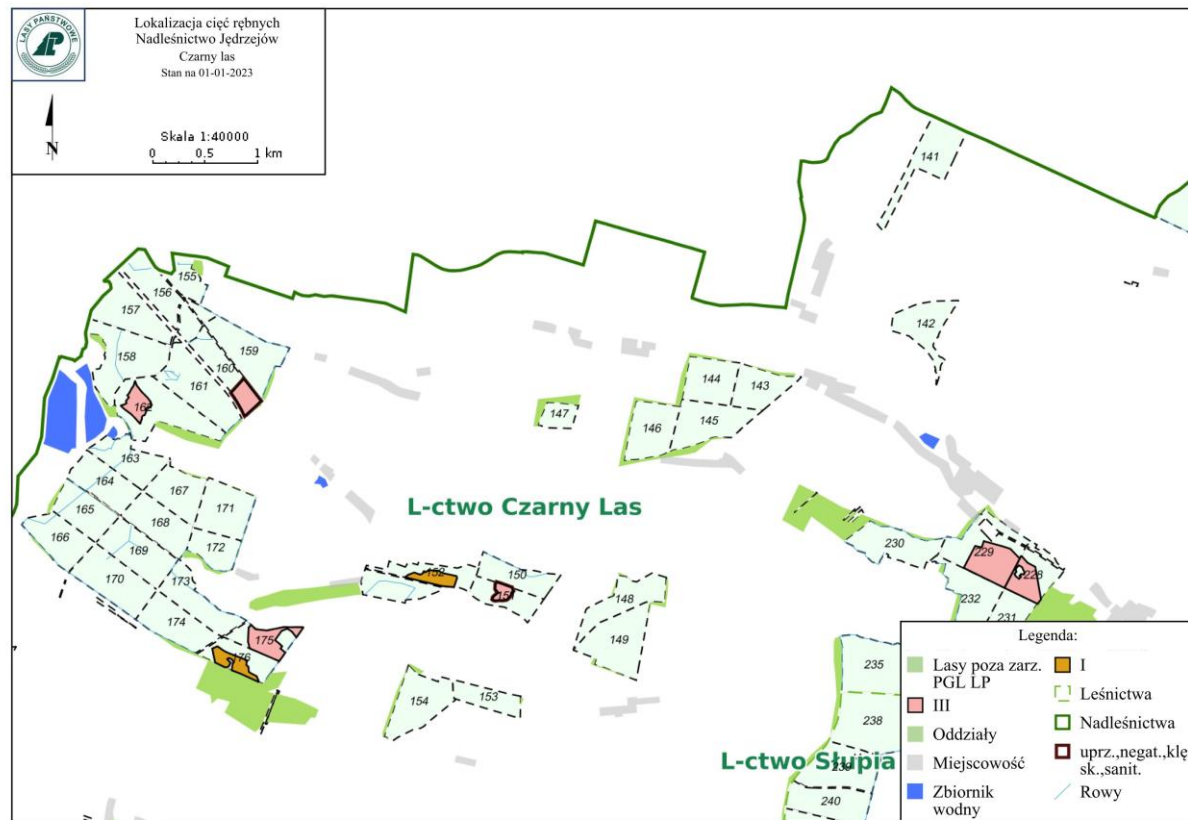 LASY PAŃSTWOWE
Lokalizacja cięć rębnych
Nadleśnictwo Jędrzejów
Czarny las
Stan na 01-01-2023
N
Skala 1:40000
0 0.5 1 km
141
155
156
157
142
159
158
160
144
143
161
162
147
146
145
163
164
167
L-ctwo Czarny Las
165
171
168
166
230
172
169
229
150
152
228
170
173
151
148
232
174
231
149
175
176
235
154
153
238
L-ctwo Słupia
239
240
Legenda:
Lasy poza zarz.
PGL LP
III
Oddziały
Miejscowość
Zbiornik
wodny
I
Leśnictwa
Nadleśnictwa
uprz.,negat.,klę
sk.,sanit.
Rowy